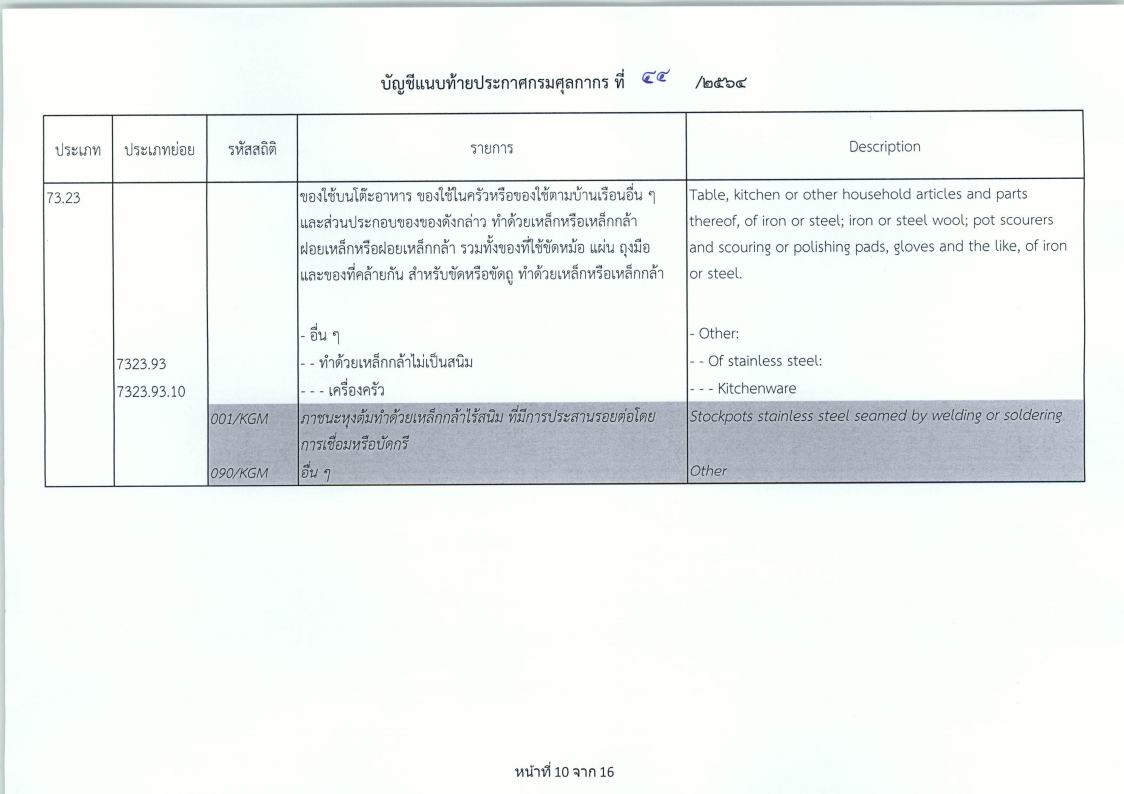 บัญชีแนบท้ายประกาศกรมศุลกากร ที่ ๔๔ /๒๕๖๔
ประเภท ประเภทย่อย รหัสสถิติ รายการ Description
73.23 ของใช้บนโต๊ะอาหาร ของใช้ในครัวหรือของใช้ตามบ้านเรือนอื่น ๆ Table, kitchen or other household articles and parts
และส่วนประกอบของของดังกล่าว ทำด้วยเหล็กหรือเหล็กกล้า thereof, of iron or steel; iron or steel wool; pot scourers
ฝอยเหล็กหรือฝอยเหล็กกล้า รวมทั้งของที่ใช้ขัดหม้อ แผ่น ถุงมือ and scouring or polishing pads, gloves and the like, of iron
และของที่คล้ายกัน สำหรับขัดหรือขัดถู ทำด้วยเหล็กหรือเหล็กกล้า or steel.
- อื่น ๆ - Other:
7323.93 - - ทำด้วยเหล็กกล้าไม่เป็นสนิม - - Of stainless steel:
7323.93.10 - - - เครื่องครัว - - - Kitchenware
001/KGM ภาชนะหุงต้มทำด้วยเหล็กกล้าไร้สนิม ที่มีการประสานรอยต่อโดย Stockpots stainless steel seamed by welding or soldering
การเชื่อมหรือบัดกรี
090/KGM อื่น ๆ Other
หน้าที่ 10 จาก 16